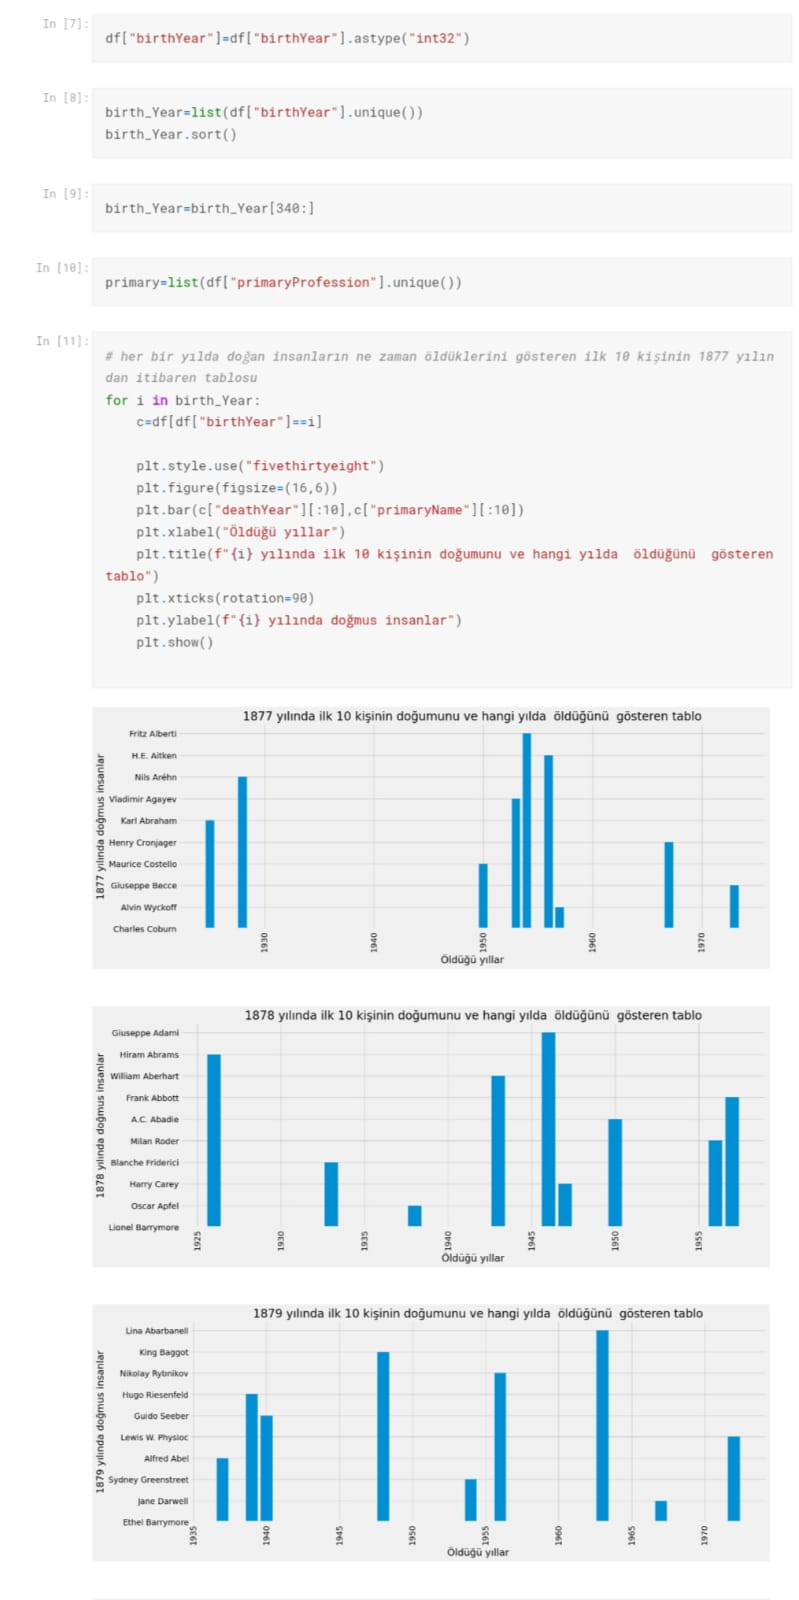 In [7]:
df["birthYear"]=df["birthYear"].astype("int32")
In [8]:
birth_Year=list(df["birthYear"].unique())
birth_Year.sort()
In [9]:
birth_Year=birth_Year[340:]
In [10]:
primary=list(df["primaryProfession"].unique())
In [11]:
# her bir yılda doğan insanların ne zaman öldüklerini gösteren ilk 10 kişinin 1877 yılın
dan itibaren tablosu
for i in birth_Year:
    c=df[df["birthYear"]==i]
    plt.style.use("fivethirtyeight")
    plt.figure(figsize=(16,6))
    plt.bar(c["deathYear"][:10],c["primaryName"][:10])
    plt.xlabel("Öldüğü yıllar")
    plt.title(f"{i} yılında ilk 10 kişinin doğumunu ve hangi yılda  öldüğünü  gösteren
tablo")
    plt.xticks(rotation=90)
    plt.ylabel(f"{i} yılında doğmus insanlar")
    plt.show()
1877 yılında ilk 10 kişinin doğumunu ve hangi yılda  öldüğünü  gösteren tablo
1877 yılında doğmus insanlar
Fritz Alberti
H.E. Aitken
Nils Aréhn
Vladimir Agayev
Karl Abraham
Henry Cronjager
Maurice Costello
Giuseppe Becce
Alvin Wyckoff
Charles Coburn
1930
1940
1950
1960
1970
Öldüğü yıllar
1878 yılında ilk 10 kişinin doğumunu ve hangi yılda  öldüğünü  gösteren tablo
1878 yılında doğmus insanlar
Giuseppe Adami
Hiram Abrams
William Aberhart
Frank Abbott
A.C. Abadie
Milan Roder
Blanche Friderici
Harry Carey
Oscar Apfel
Lionel Barrymore
1925
1930
1935
1940
1945
1950
1955
Öldüğü yıllar
1879 yılında ilk 10 kişinin doğumunu ve hangi yılda  öldüğünü  gösteren tablo
1879 yılında doğmus insanlar
Lina Abarbanell
King Baggot
Nikolay Rybnikov
Hugo Riesenfeld
Guido Seeber
Lewis W. Physioc
Alfred Abel
Sydney Greenstreet
Jane Darwell
Ethel Barrymore
1935
1940
1945
1950
1955
1960
1965
1970
Öldüğü yıllar